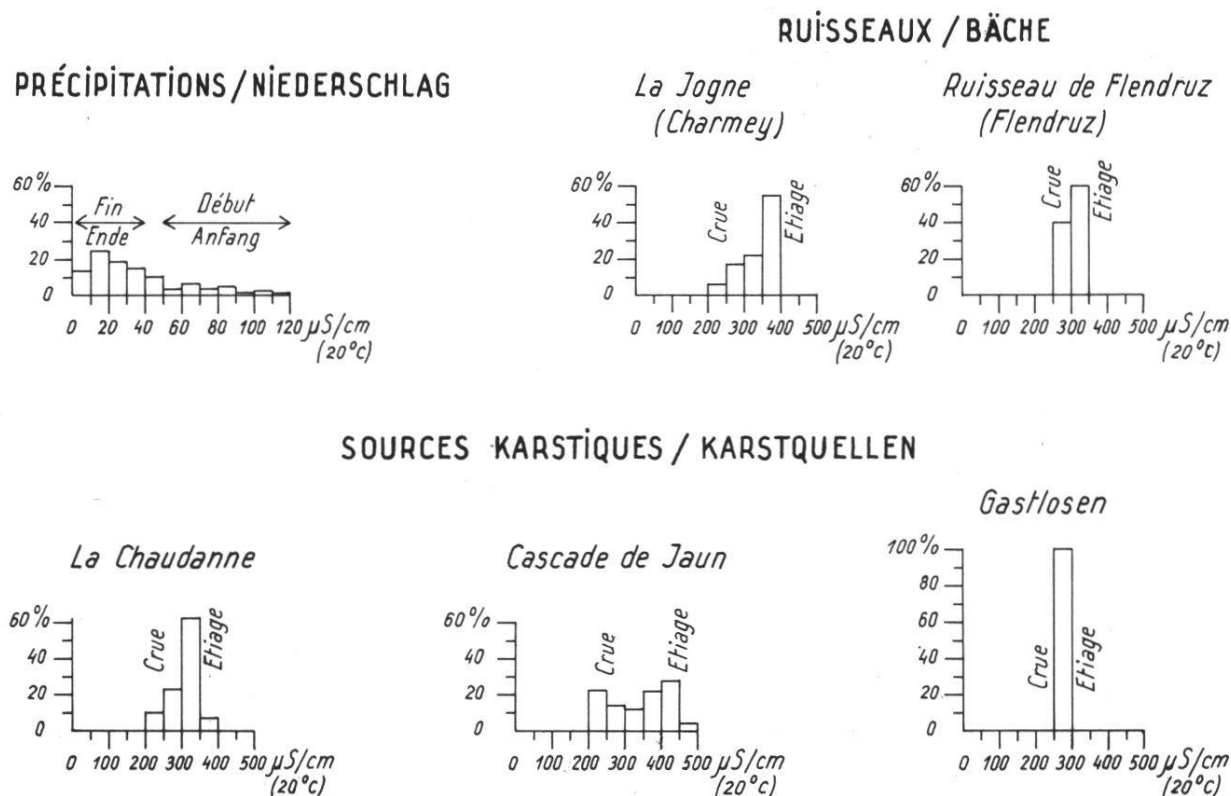 RUISSEAUX / BÄCHE
PRÉCIPITATIONS / NIEDERSCHLAG
La Jogne
(Charmey)
Ruisseau de Flendruz
(Flendruz)
60%
40
20
0
Fin
Ende
Début
Anfang
0 20 40 60 80 100 120 µS/cm
(20°c)
60%
40
20
0
Crue
Etiage
0 100 200 300 400 500 µS/cm
(20°c)
60%
40
20
0
Crue
Etiage
0 100 200 300 400 500 µS/cm
(20°c)
SOURCES KARSTIQUES / KARSTQUELLEN
La Chaudanne
60%
40
20
0
Crue
Etiage
0 100 200 300 400 500 µS/cm
(20°c)
Cascade de Jaun
60%
40
20
0
Crue
Etiage
0 100 200 300 400 500 µS/cm
(20°c)
Gastlosen
100%
80
60
40
20
0
Crue
Etiage
0 100 200 300 400 500 µS/cm
(20°c)